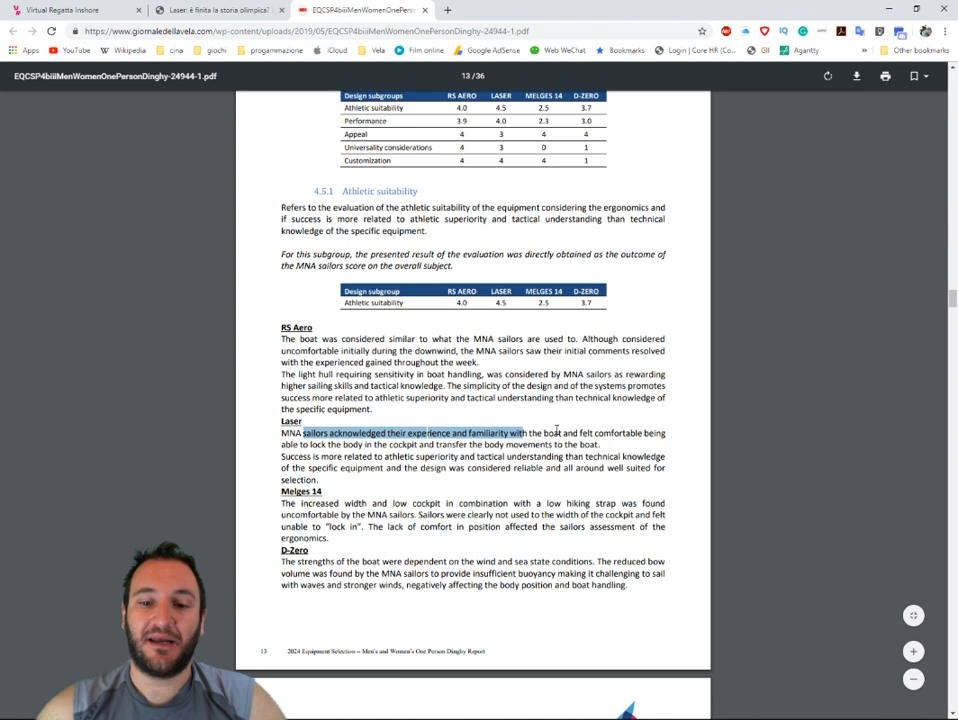 Virtual Regatta Inshore
Laser: è finita la storia olimpica?
EQCSP4biiiMenWomenOnePerso
https://www.giornaledellavela.com/wp-content/uploads/2019/05/EQCSP4biiiMenWomenOnePersonDinghy-24944-1.pdf
Apps YouTube Wikipedia cina giochi progammazione iCloud Vela Film online Google AdSense Web WeChat Bookmarks Login | Core HR (Co... GII Agantty » Other bookmarks
EQCSP4biiiMenWomenOnePersonDinghy-24944-1.pdf 13 / 36
Design subgroups RS AERO LASER MELGES 14 D-ZERO
Athletic suitability 4.0 4.5 2.5 3.7
Performance 3.9 4.0 2.3 3.0
Appeal 4 3 4 4
Universality considerations 4 3 0 1
Customization 4 4 4 1
4.5.1 Athletic suitability
Refers to the evaluation of the athletic suitability of the equipment considering the ergonomics and
if success is more related to athletic superiority and tactical understanding than technical
knowledge of the specific equipment.
For this subgroup, the presented result of the evaluation was directly obtained as the outcome of
the MNA sailors score on the overall subject.
Design subgroup RS AERO LASER MELGES 14 D-ZERO
Athletic suitability 4.0 4.5 2.5 3.7
RS Aero
The boat was considered similar to what the MNA sailors are used to. Although considered
uncomfortable initially during the downwind, the MNA sailors saw their initial comments resolved
with the experienced gained throughout the week.
The light hull requiring sensitivity in boat handling, was considered by MNA sailors as rewarding
higher sailing skills and tactical knowledge. The simplicity of the design and of the systems promotes
success more related to athletic superiority and tactical understanding than technical knowledge of
the specific equipment.
Laser
MNA sailors acknowledged their experience and familiarity with the boat and felt comfortable being
able to lock the body in the cockpit and transfer the body movements to the boat.
Success is more related to athletic superiority and tactical understanding than technical knowledge
of the specific equipment and the design was considered reliable and all around well suited for
selection.
Melges 14
The increased width and low cockpit in combination with a low hiking strap was found
uncomfortable by the MNA sailors. Sailors were clearly not used to the width of the cockpit and felt
unable to "lock in". The lack of comfort in position affected the sailors assessment of the
ergonomics.
D-Zero
The strengths of the boat were dependent on the wind and sea state conditions. The reduced bow
volume was found by the MNA sailors to provide insufficient buoyancy making it challenging to sail
with waves and stronger winds, negatively affecting the body position and boat handling.
13 2024 Equipment Selection – Men's and Women's One Person Dinghy Report